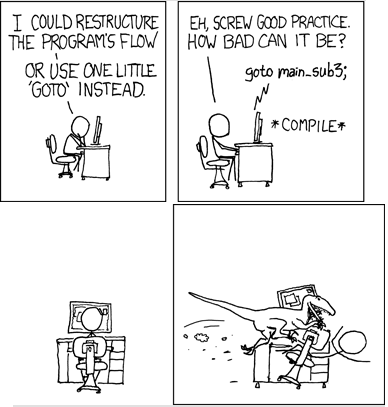 I COULD RESTRUCTURE
THE PROGRAM'S FLOW
OR USE ONE LITTLE
'GOTO' INSTEAD.
EH, SCREW GOOD PRACTICE.
HOW BAD CAN IT BE?
goto main_sub3;
*COMPILE*